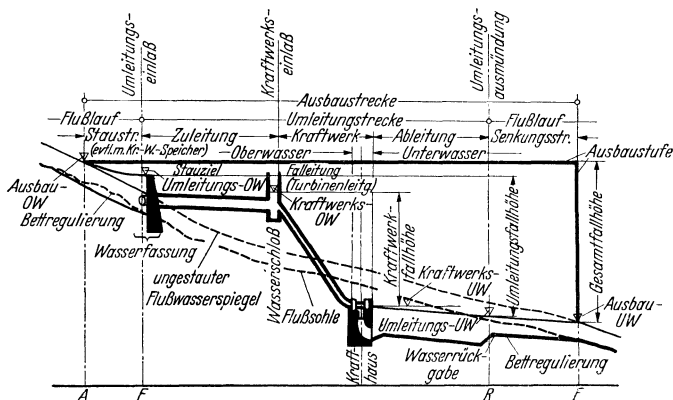 Umleitungs-
einlaß
Kraftwerks-
einlaß
Umleitungs-
ausmündung
Ausbaustrecke
Flußlauf
Umleitungstrecke
Flußlauf
Staustr.
Zuleitung
Kraftwerk
Ableitung
Senkungsstr.
(evtl.m.Kr.-W.-Speicher)
Oberwasser
Unterwasser
Ausbaustufe
Stauziel
Falleitung
Umleitungs-OW
(Turbinenleitg)
Kraftwerks-
OW
Ausbau-
OW
Bettregulierung
Wasserfassung
ungestauter
Flußwasserspiegel
Wasserschloß
Flußsohle
Kraftwerk-
fallhöhe
Umleitungsfallhöhe
Gesamtfallhöhe
Kraftwerks-
UW
Ausbau-
UW
Umleitungs-UW
Kraft-
haus
Wasserrück-
gabe
Bettregulierung
A
E
R
E